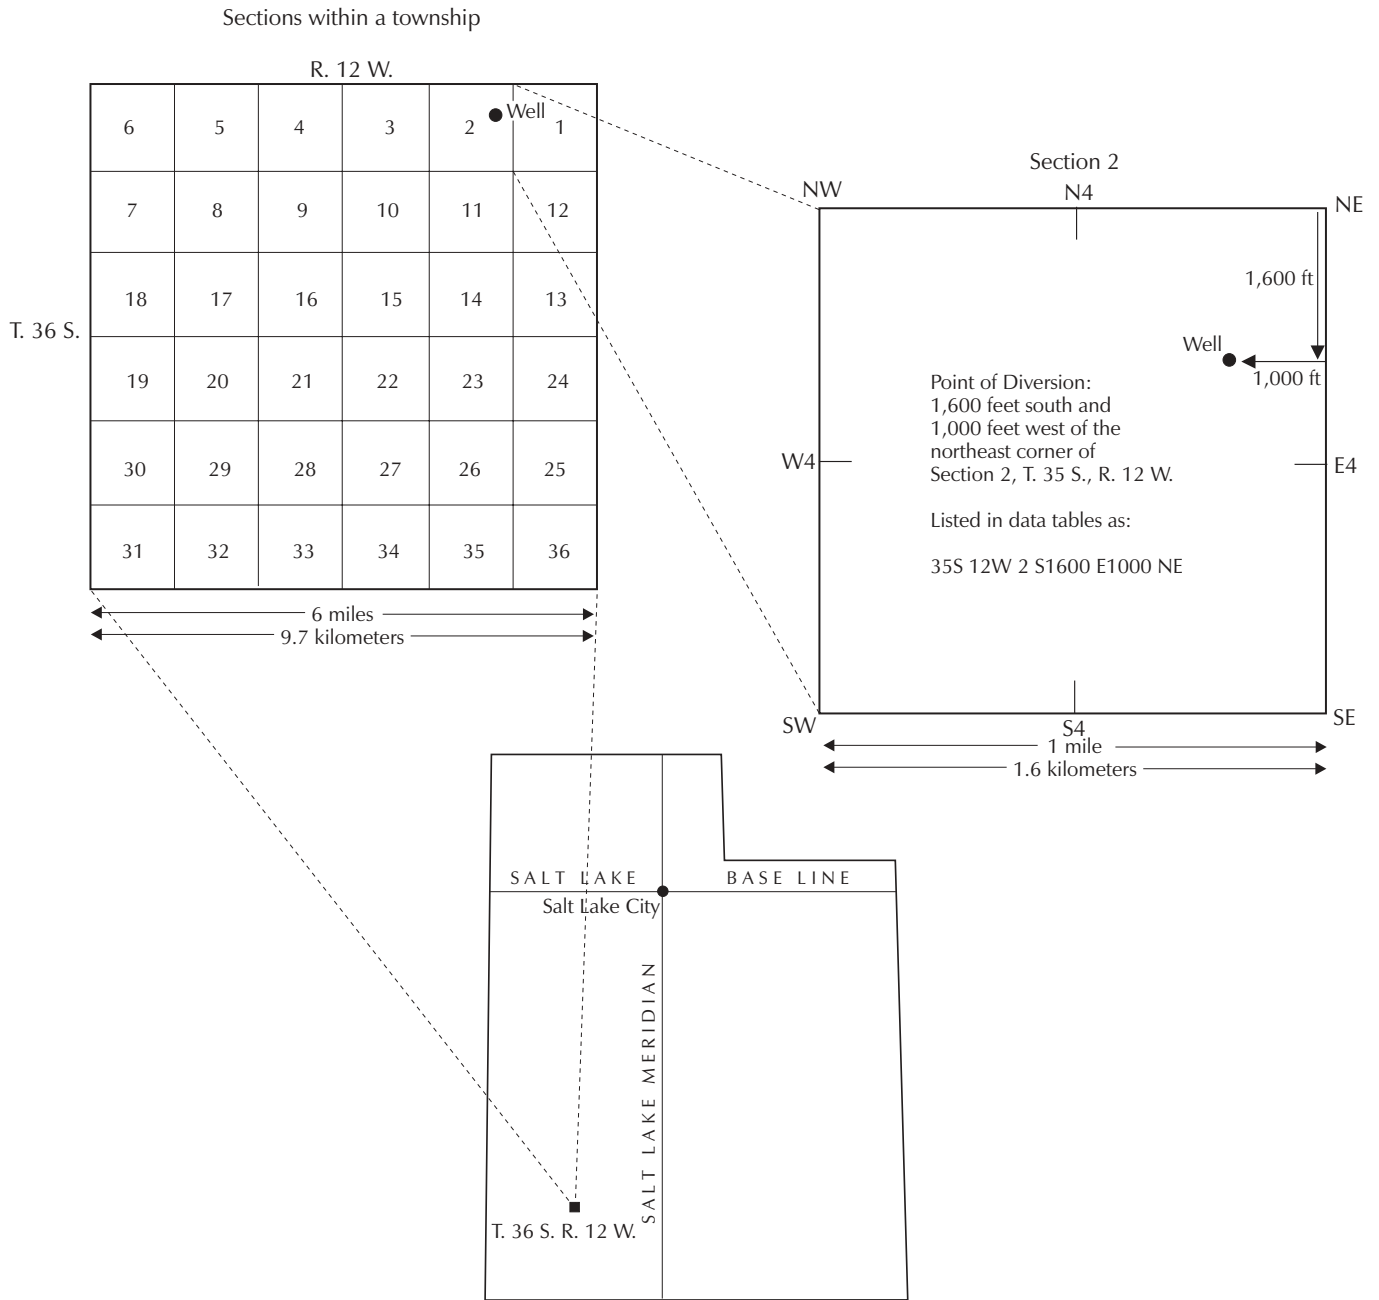 Sections within a township
R. 12 W.
Well
6 5 4 3 2 1
7 8 9 10 11 12
18 17 16 15 14 13
T. 36 S.
19 20 21 22 23 24
30 29 28 27 26 25
31 32 33 34 35 36
6 miles
9.7 kilometers
Section 2
NW N4 NE
1,600 ft
Well
1,000 ft
Point of Diversion:
1,600 feet south and
1,000 feet west of the
northeast corner of
Section 2, T. 35 S., R. 12 W.
W4 E4
Listed in data tables as:
35S 12W 2 S1600 E1000 NE
SW S4 SE
1 mile
1.6 kilometers
SALT LAKE BASE LINE
Salt Lake City
SALT LAKE MERIDIAN
T. 36 S. R. 12 W.